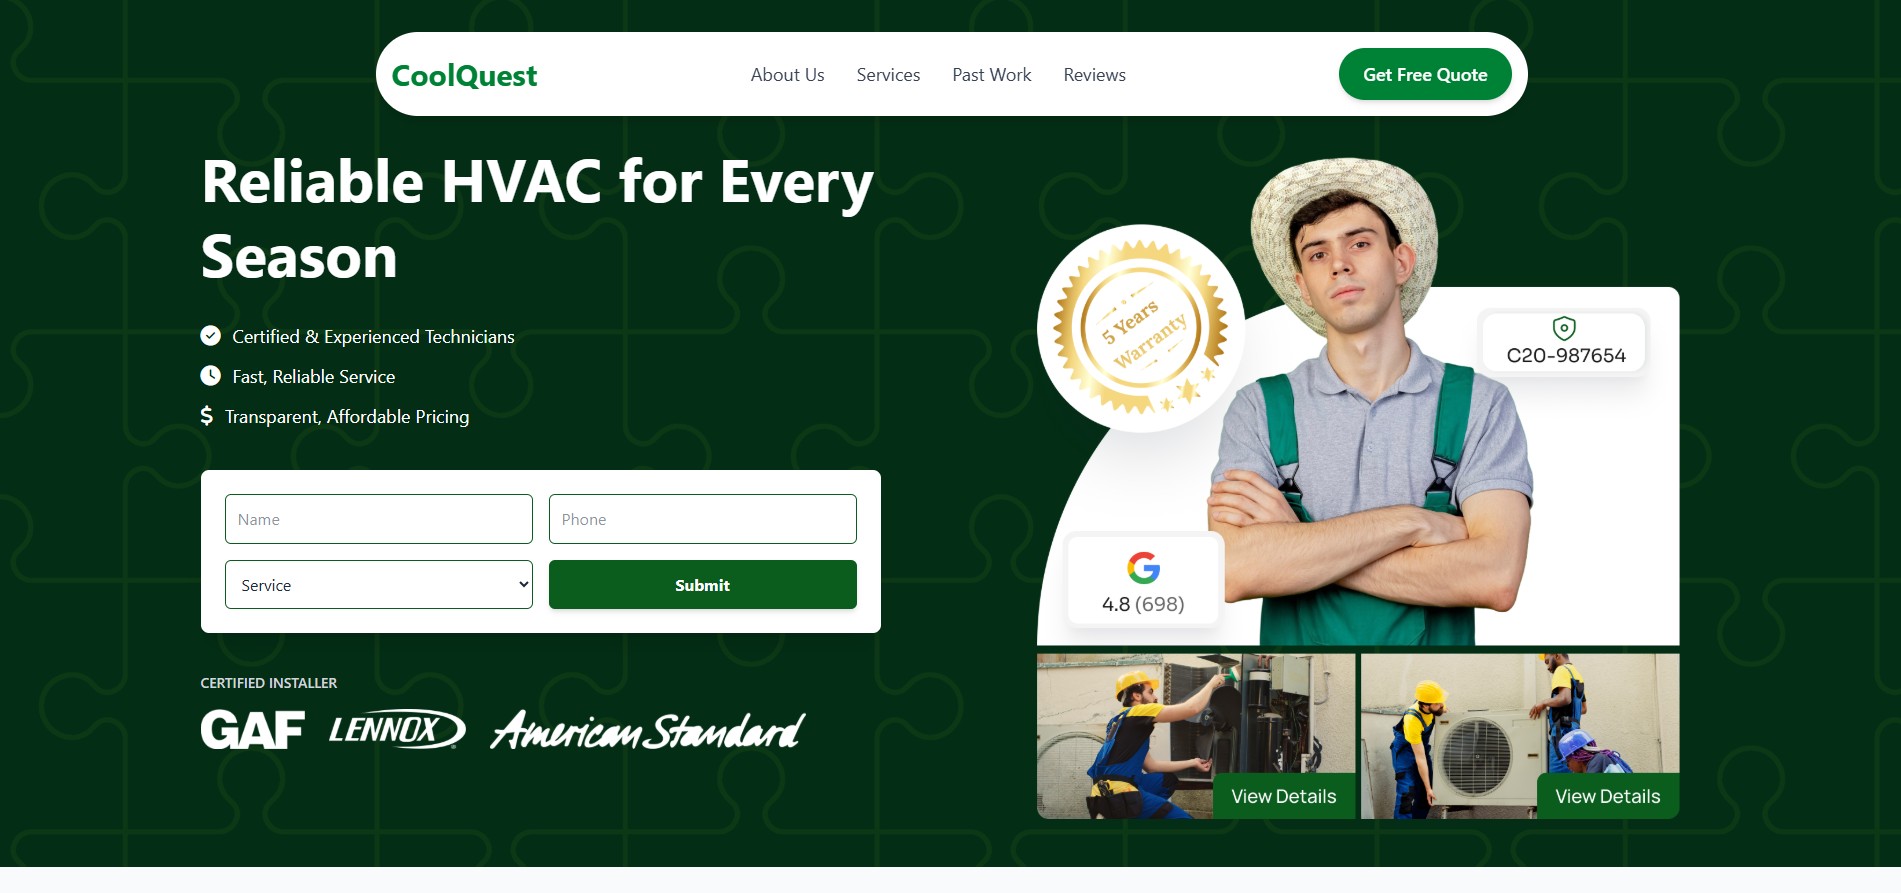 CoolQuest
About Us
Services
Past Work
Reviews
Get Free Quote
Reliable HVAC for Every
Season
Certified & Experienced Technicians
Fast, Reliable Service
Transparent, Affordable Pricing
Name
Phone
Service
Submit
CERTIFIED INSTALLER
GAF
LENNOX
American Standard
5 Years
Warranty
C20-987654
4.8 (698)
View Details
View Details